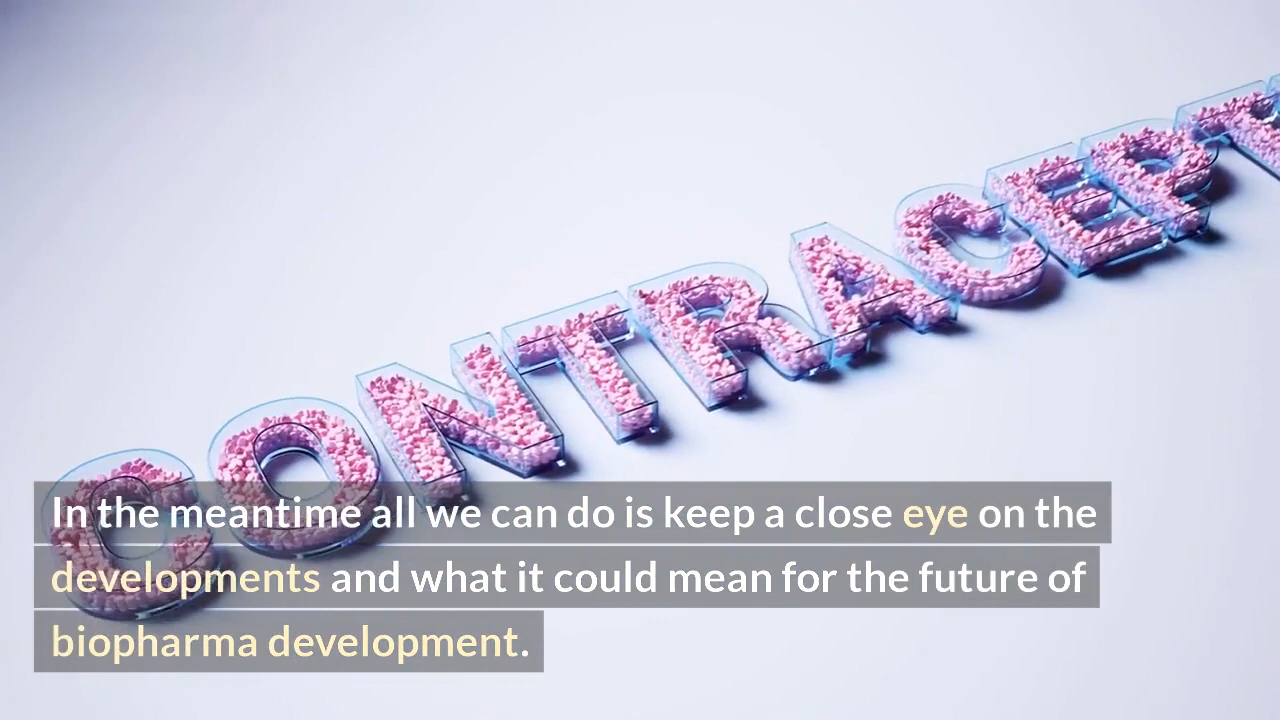 CONTRACEPT
In the meantime all we can do is keep a close eye on the
developments and what it could mean for the future of
biopharma development.